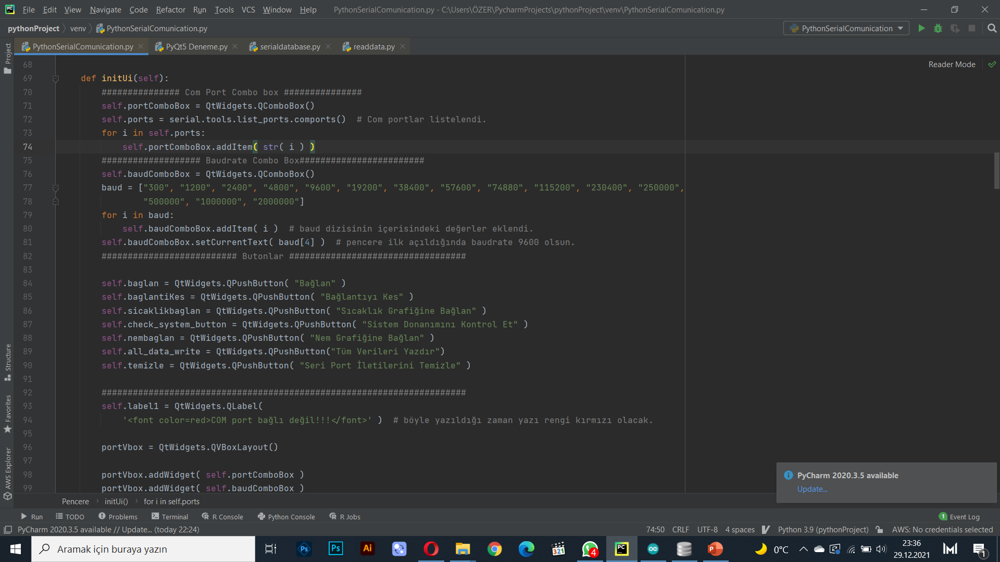 File Edit View Navigate Code Refactor Run Tools VCS Window Help PythonSerialComunication.py - C:\Users\ÖZER\PycharmProjects\pythonProject\venv\PythonSerialComunication.py
pythonProject venv PythonSerialComunication.py PythonSerialComunication
Project
PythonSerialComunication.py PyQt5 Deneme.py serialdatabase.py readdata.py
Reader Mode
68
69 def initUi(self):
70 ############### Com Port Combo box ###############
71 self.portComboBox = QtWidgets.QComboBox()
72 self.ports = serial.tools.list_ports.comports()  # Com portlar listelendi.
73 for i in self.ports:
74 self.portComboBox.addItem( str( i ) )
75 ################### Baudrate Combo Box########################
76 self.baudComboBox = QtWidgets.QComboBox()
77 baud = ["300", "1200", "2400", "4800", "9600", "19200", "38400", "57600", "74880", "115200", "230400", "250000",
78 "500000", "1000000", "2000000"]
79 for i in baud:
80 self.baudComboBox.addItem( i )  # baud dizisinin içerisindeki değerler eklendi.
81 self.baudComboBox.setCurrentText( baud[4] )  # pencere ilk açıldığında baudrate 9600 olsun.
82 ########################## Butonlar ##################################
83
84 self.baglan = QtWidgets.QPushButton( "Bağlan" )
85 self.baglantiKes = QtWidgets.QPushButton( "Bağlantıyı Kes" )
86 self.sicaklikbaglan = QtWidgets.QPushButton( "Sıcaklık Grafiğine Bağlan" )
87 self.check_system_button = QtWidgets.QPushButton( "Sistem Donanımını Kontrol Et" )
88 self.nembaglan = QtWidgets.QPushButton( "Nem Grafiğine Bağlan" )
89 self.all_data_write = QtWidgets.QPushButton("Tüm Verileri Yazdır")
90 self.temizle = QtWidgets.QPushButton( "Seri Port İletilerini Temizle" )
91
92 ######################################################################
93 self.label1 = QtWidgets.QLabel(
94 '<font color=red>COM port bağlı değil!!!</font>' )  # böyle yazıldığı zaman yazı rengi kırmızı olacak.
95
96 portVbox = QtWidgets.QVBoxLayout()
97
98 portVbox.addWidget( self.portComboBox )
99 portVbox.addWidget( self.baudComboBox )
Structure
Favorites
AWS Explorer
PyCharm 2020.3.5 available
Update...
Pencere initUi() for i in self.ports
Run TODO Problems Terminal R Console Python Console R Jobs 1 Event Log
PyCharm 2020.3.5 available // Update... (today 22:24) 74:50 CRLF UTF-8 4 spaces Python 3.9 (pythonProject) AWS: No credentials selected
Aramak için buraya yazın Ps Ps Ai 321 4 PC P 0°C 23:36
29.12.2021 1